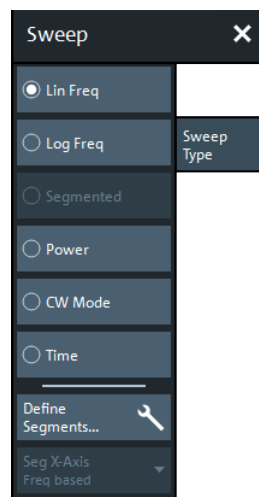 Sweep
Lin Freq
Log Freq
Sweep
Type
Segmented
Power
CW Mode
Time
Define
Segments...
Seg X-Axis
Freq based